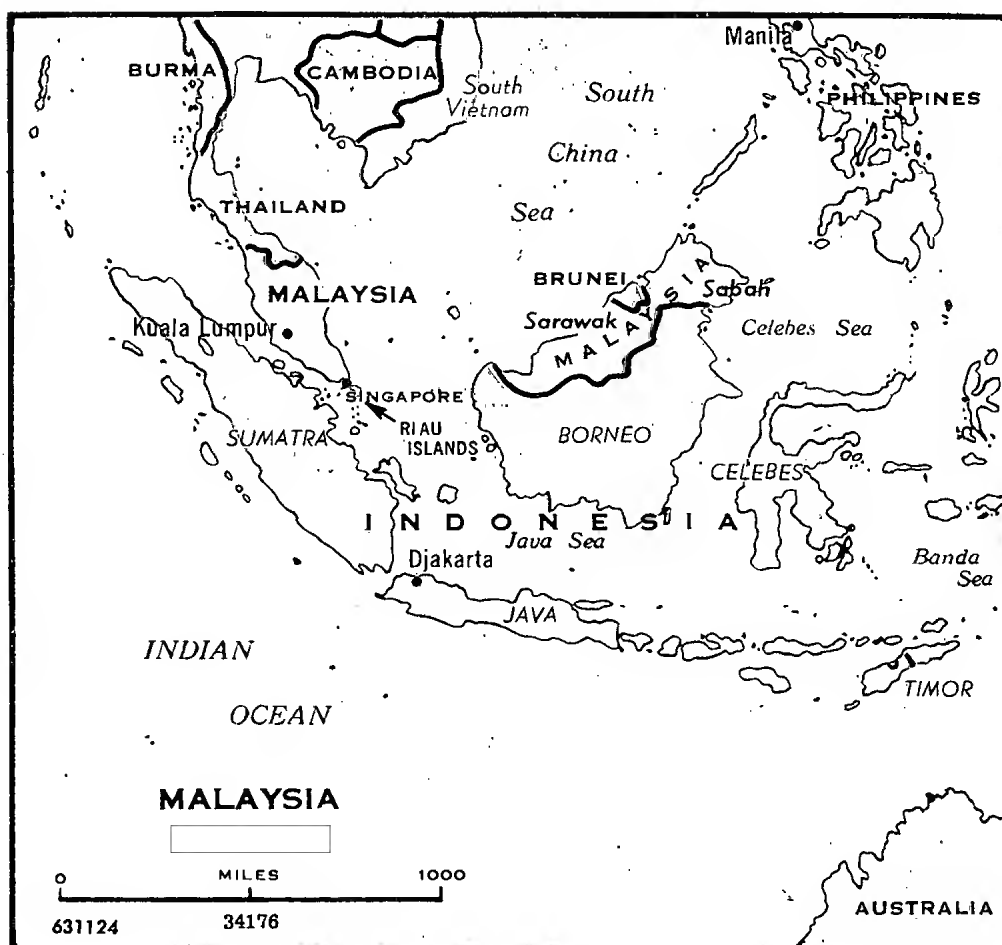 Manila
BURMA
CAMBODIA
South
Vietnam
South
China
Sea
PHILIPPINES
THAILAND
MALAYSIA
Kuala Lumpur
BRUNEI
Sabah
Sarawak
MALAYSIA
Celebes Sea
SINGAPORE
RIAU
ISLANDS
SUMATRA
BORNEO
CELEBES
INDONESIA
Java Sea
Djakarta
Banda
Sea
JAVA
TIMOR
INDIAN
OCEAN
MALAYSIA
0 MILES 1000
631124 34176
AUSTRALIA